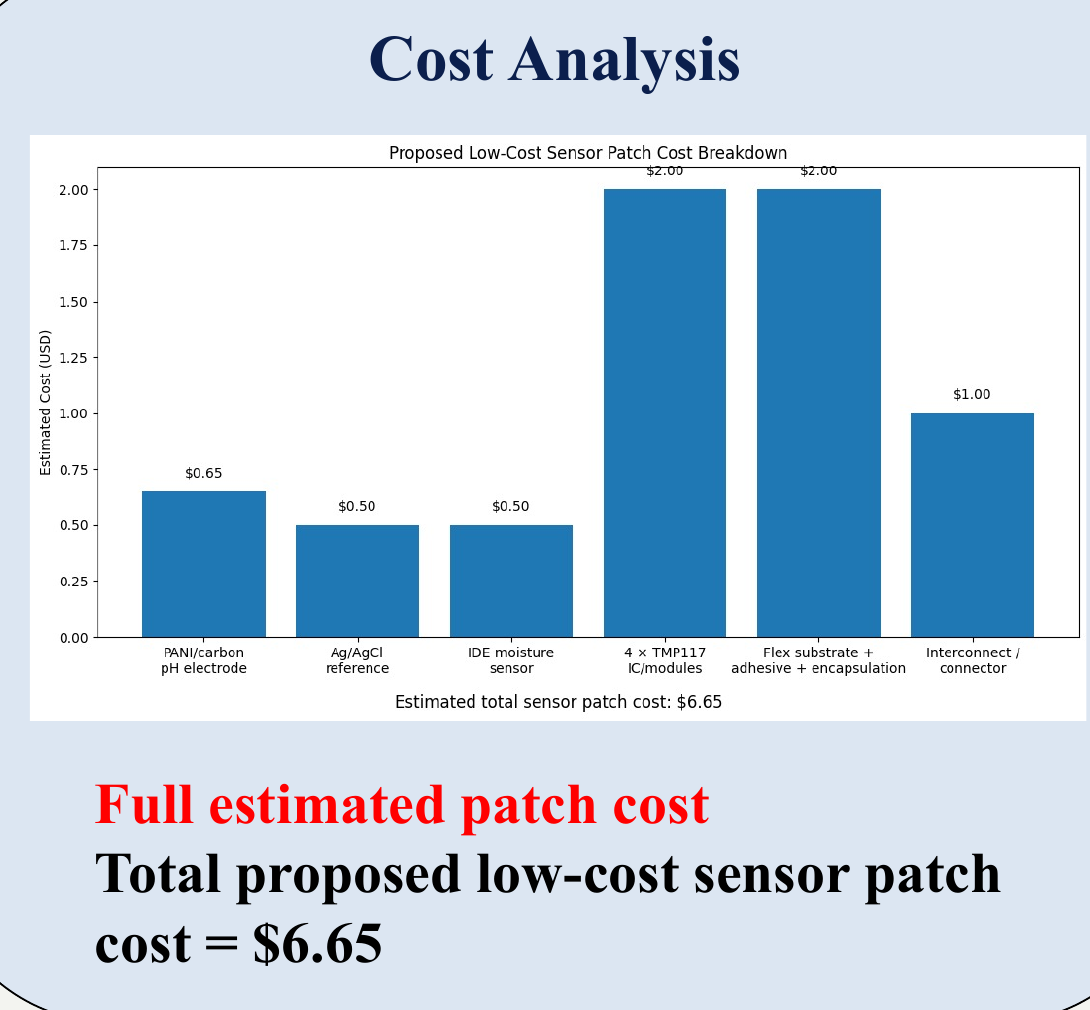 Cost Analysis
Proposed Low-Cost Sensor Patch Cost Breakdown
$2.00 $2.00
2.00
1.75
1.50
1.25
1.00
0.75
0.50
0.25
0.00
Estimated Cost (USD)
$0.65
$0.50
$0.50
$1.00
PANI/carbon
pH electrode
Ag/AgCl
reference
IDE moisture
sensor
4 × TMP117
IC/modules
Flex substrate +
adhesive + encapsulation
Interconnect /
connector
Estimated total sensor patch cost: $6.65
Full estimated patch cost
Total proposed low-cost sensor patch
cost = $6.65